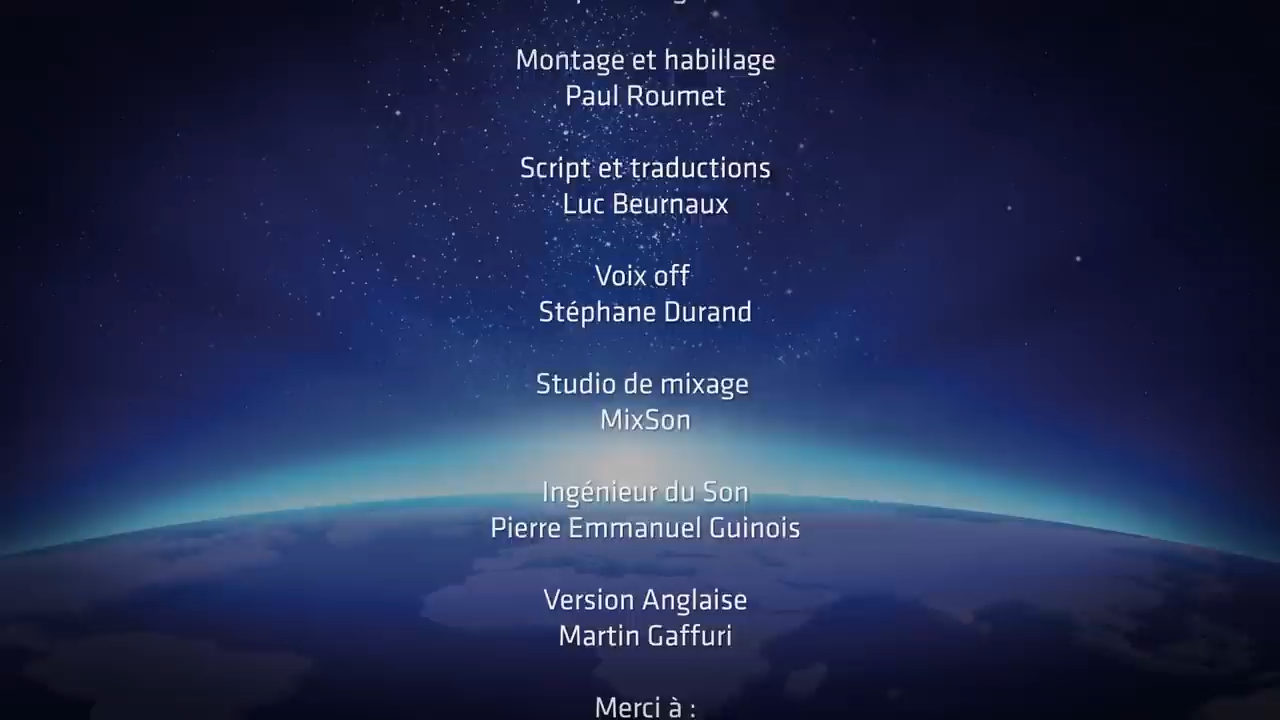 Montage et habillage
Paul Roumet
Script et traductions
Luc Beurnaux
Voix off
Stéphane Durand
Studio de mixage
MixSon
Ingénieur du Son
Pierre Emmanuel Guinois
Version Anglaise
Martin Gaffuri
Merci à :